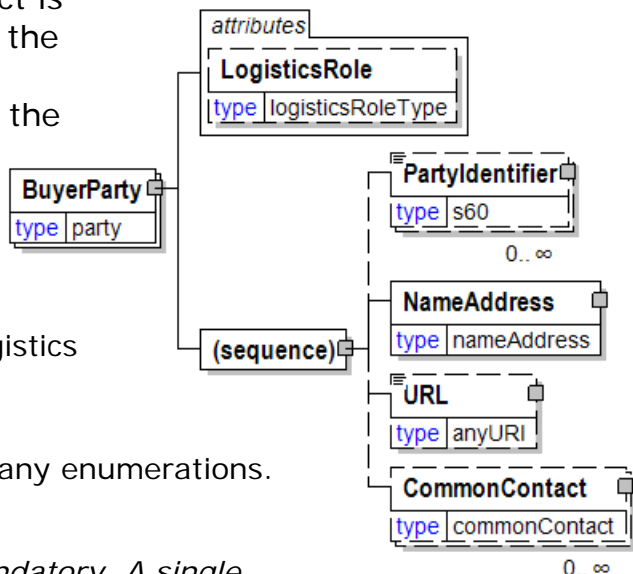 ct is
the
the
gistics
any enumerations.
ndatory. A single
attributes
LogisticsRole
type logisticsRoleType
BuyerParty
type party
(sequence)
PartyIdentifier
type s60
0.. ∞
NameAddress
type nameAddress
URL
type anyURI
CommonContact
type commonContact
0.. ∞